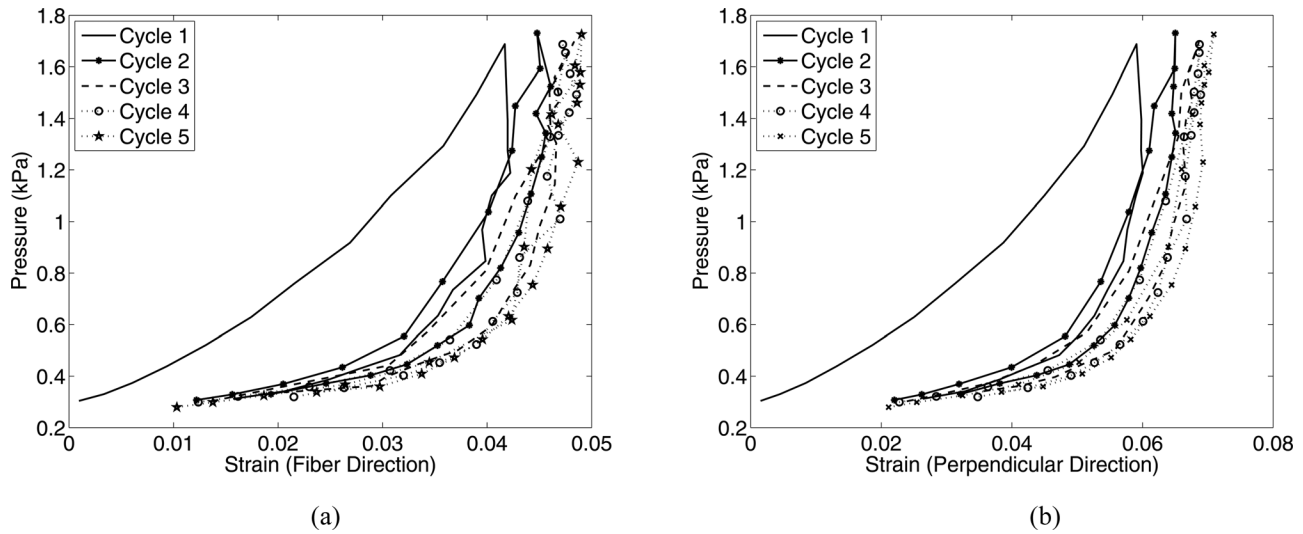 Cycle 1
Cycle 2
Cycle 3
Cycle 4
Cycle 5
1.8
1.6
1.4
1.2
1
0.8
0.6
0.4
0.2
Pressure (kPa)
0
0.01
0.02
0.03
0.04
0.05
Strain (Fiber Direction)
(a)
Cycle 1
Cycle 2
Cycle 3
Cycle 4
Cycle 5
1.8
1.6
1.4
1.2
1
0.8
0.6
0.4
0.2
Pressure (kPa)
0
0.02
0.04
0.06
0.08
Strain (Perpendicular Direction)
(b)